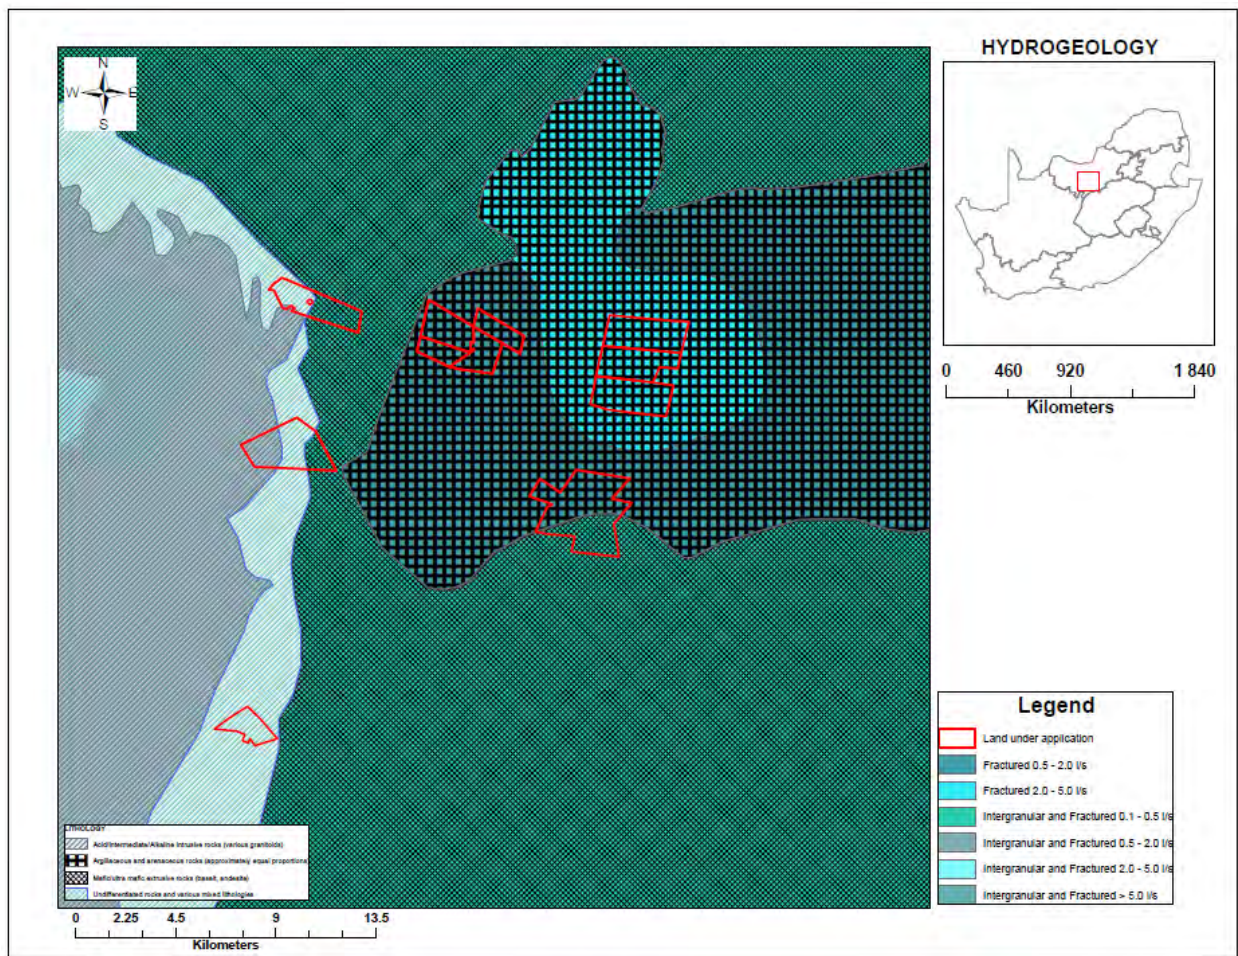 HYDROGEOLOGY
N
W E
S
0 460 920 1 840
Kilometers
Legend
Land under application
Fractured 0.5 - 2.0 l/s
Fractured 2.0 - 5.0 l/s
Intergranular and Fractured 0.1 - 0.5 l/s
Intergranular and Fractured 0.5 - 2.0 l/s
Intergranular and Fractured 2.0 - 5.0 l/s
Intergranular and Fractured > 5.0 l/s
LITHOLOGY
Acid/Intermediate/Alkaline intrusive rocks (various granitoids)
Argillaceous and arenaceous rocks (approximately equal proportions)
Mafic/ultra mafic extrusive rocks (basalt, andesite)
Undifferentiated rocks and various mixed lithologies
0 2.25 4.5 9 13.5
Kilometers